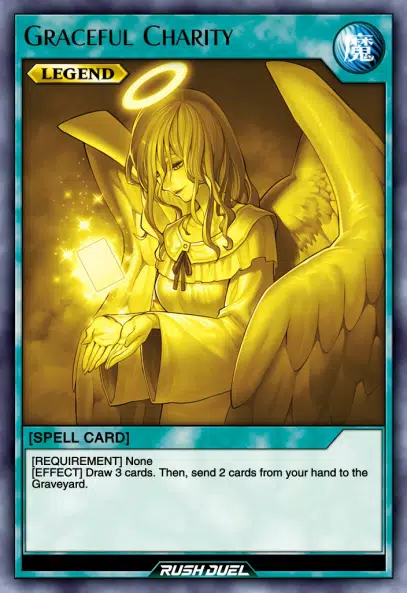 Graceful Charity
魔
LEGEND
[SPELL CARD]
[REQUIREMENT] None
[EFFECT] Draw 3 cards. Then, send 2 cards from your hand to the
Graveyard.
RUSH DUEL